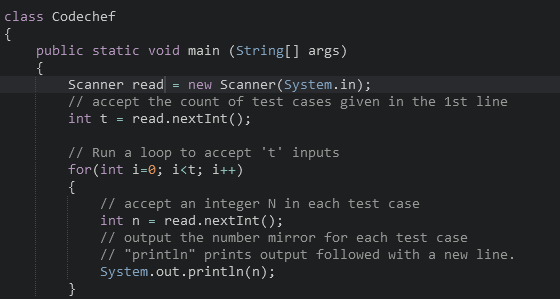 class Codechef
{
    public static void main (String[] args)
    {
        Scanner read = new Scanner(System.in);
        // accept the count of test cases given in the 1st line
        int t = read.nextInt();

        // Run a loop to accept 't' inputs
        for(int i=0; i<t; i++)
        {
            // accept an integer N in each test case
            int n = read.nextInt();
            // output the number mirror for each test case
            // "println" prints output followed with a new line.
            System.out.println(n);
        }